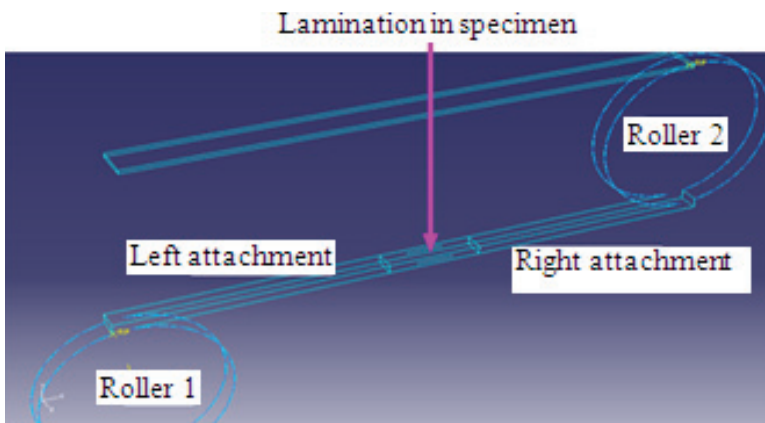 Lamination in specimen
Roller 2
Left attachment
Right attachment
Roller 1